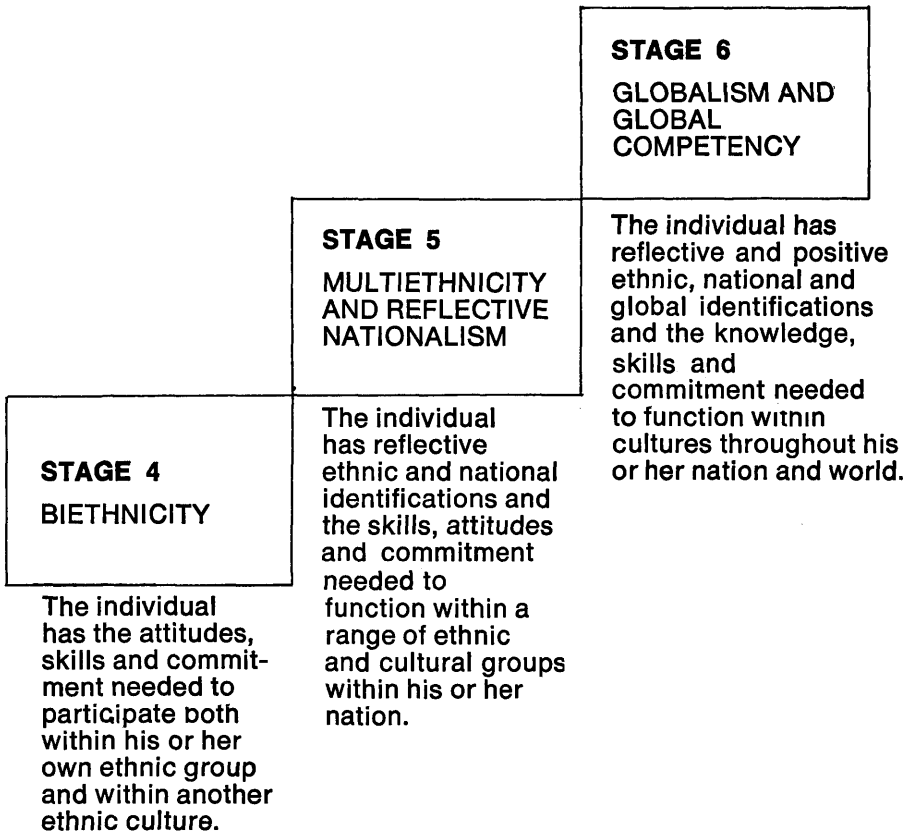 STAGE 6
GLOBALISM AND
GLOBAL
COMPETENCY
The individual has
reflective and positive
ethnic, national and
global identifications
and the knowledge,
skills and
commitment needed
to function within
cultures throughout his
or her nation and world.
STAGE 5
MULTIETHNICITY
AND REFLECTIVE
NATIONALISM
The individual
has reflective
ethnic and national
identifications and
the skills, attitudes
and commitment
needed to
function within a
range of ethnic
and cultural groups
within his or her
nation.
STAGE 4
BIETHNICITY
The individual
has the attitudes,
skills and commit-
ment needed to
participate both
within his or her
own ethnic group
and within another
ethnic culture.